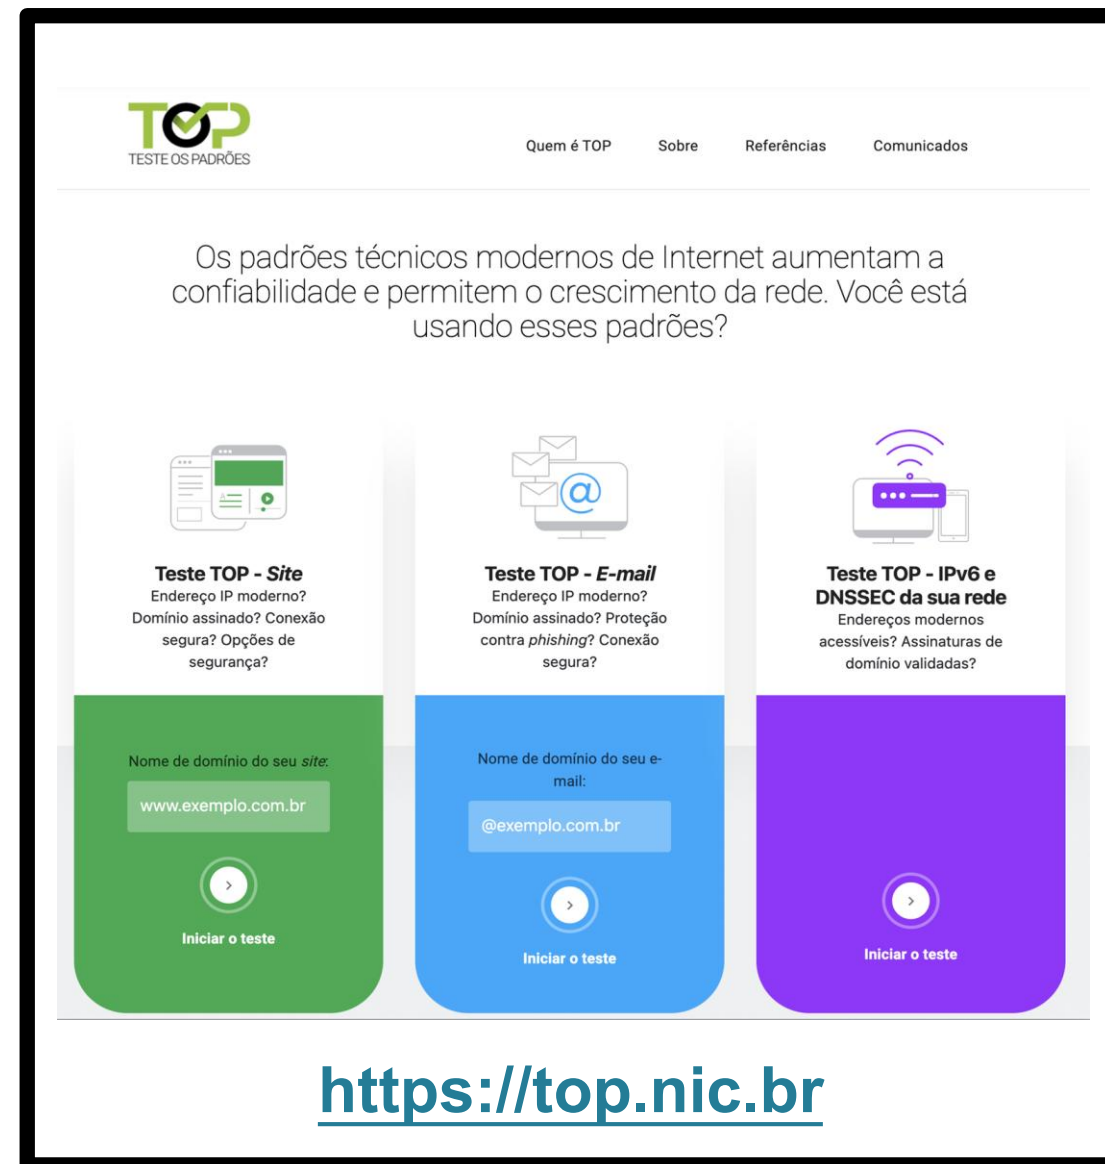 TOP
TESTE OS PADRÕES
Quem é TOP
Sobre
Referências
Comunicados
Os padrões técnicos modernos de Internet aumentam a
confiabilidade e permitem o crescimento da rede. Você está
usando esses padrões?
@
Teste TOP - Site
Endereço IP moderno?
Domínio assinado? Conexão
segura? Opções de
segurança?
Nome de domínio do seu site:
www.exemplo.com.br
Iniciar o teste
Teste TOP - E-mail
Endereço IP moderno?
Domínio assinado? Proteção
contra phishing? Conexão
segura?
Nome de domínio do seu e-
mail:
@exemplo.com.br
Iniciar o teste
Teste TOP - IPv6 e
DNSSEC da sua rede
Endereços modernos
acessíveis? Assinaturas de
domínio validadas?
Iniciar o teste
https://top.nic.br